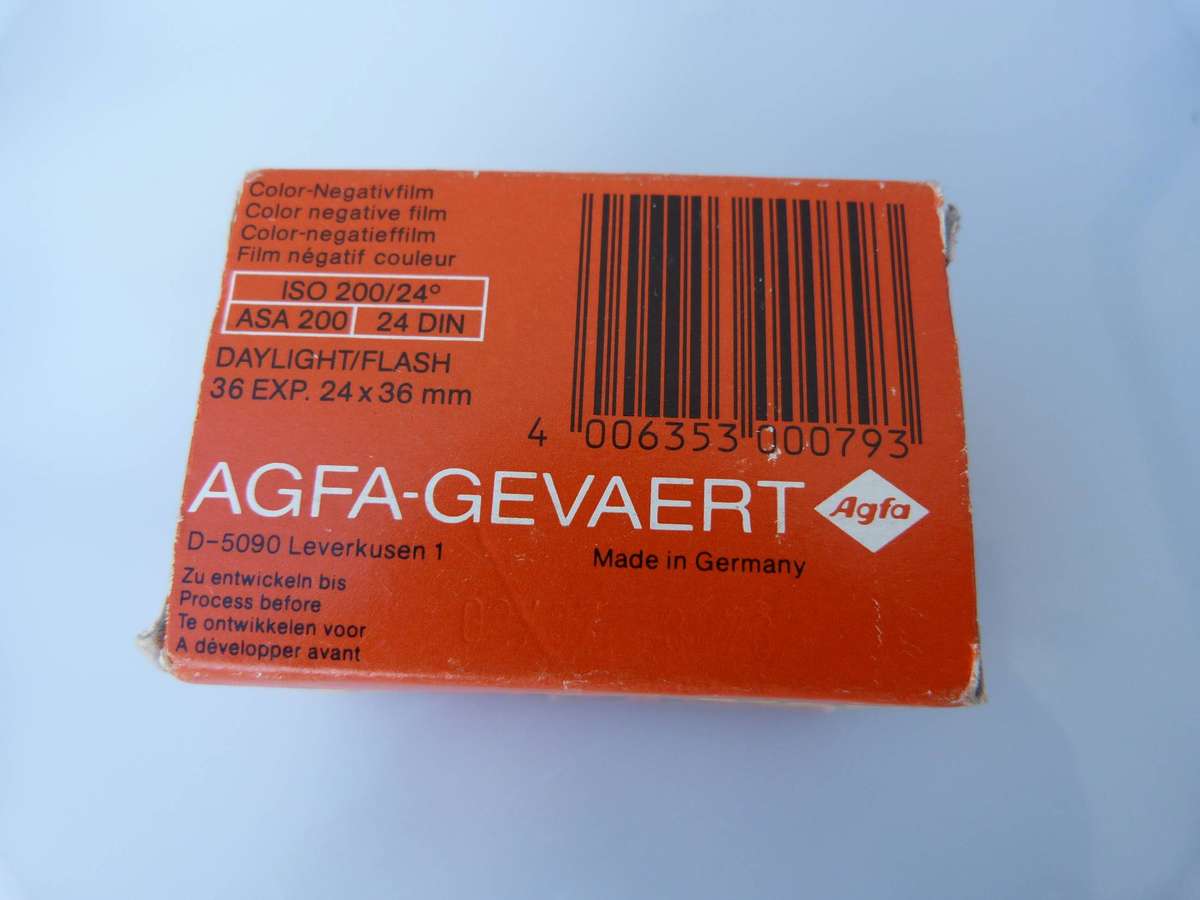 Color-Negativfilm
Color negative film
Color-negatieffilm
Film négatif couleur
ISO 200/24°
ASA 200 24 DIN
DAYLIGHT/FLASH
36 EXP. 24 x 36 mm
4 006353 000793
AGFA-GEVAERT Agfa
D-5090 Leverkusen 1
Made in Germany
Zu entwickeln bis
Process before
Te ontwikkelen voor
A développer avant